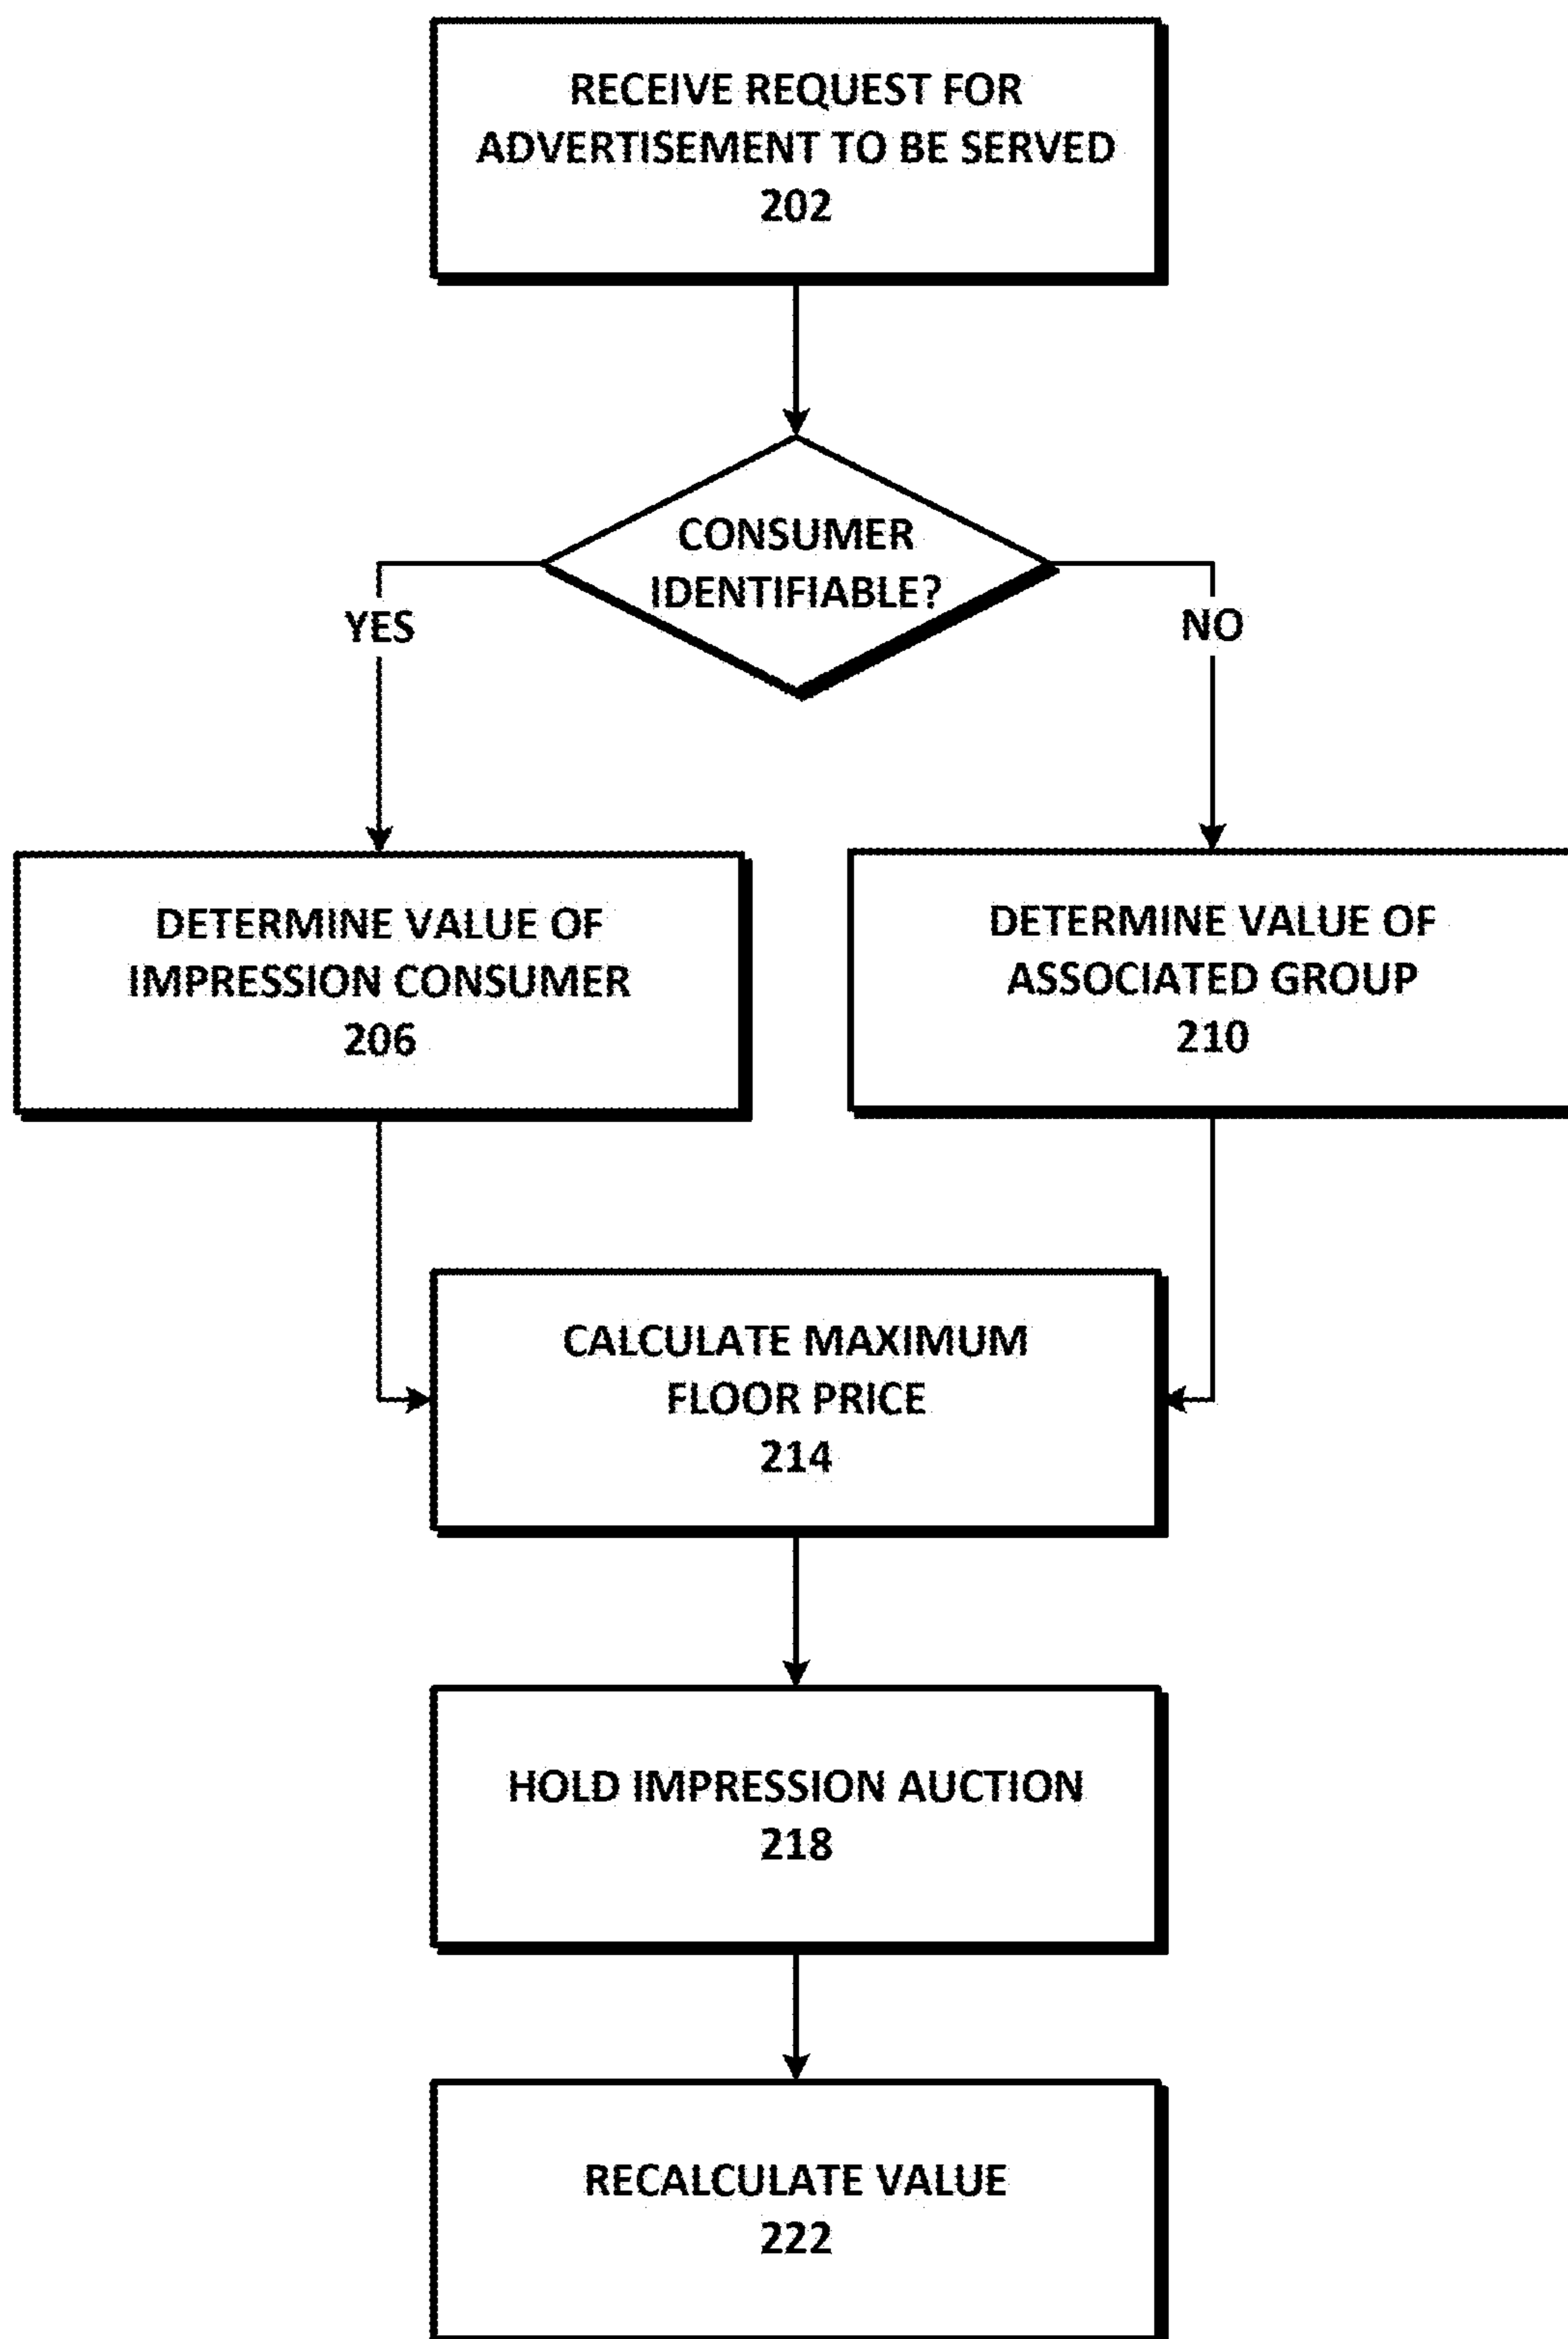 RECEIVE REQUEST FOR
ADVERTISEMENT TO BE SERVED
202
CONSUMER
IDENTIFIABLE?
YES
NO
DETERMINE VALUE OF
IMPRESSION CONSUMER
206
DETERMINE VALUE OF
ASSOCIATED GROUP
210
CALCULATE MAXIMUM
FLOOR PRICE
214
HOLD IMPRESSION AUCTION
218
RECALCULATE VALUE
222